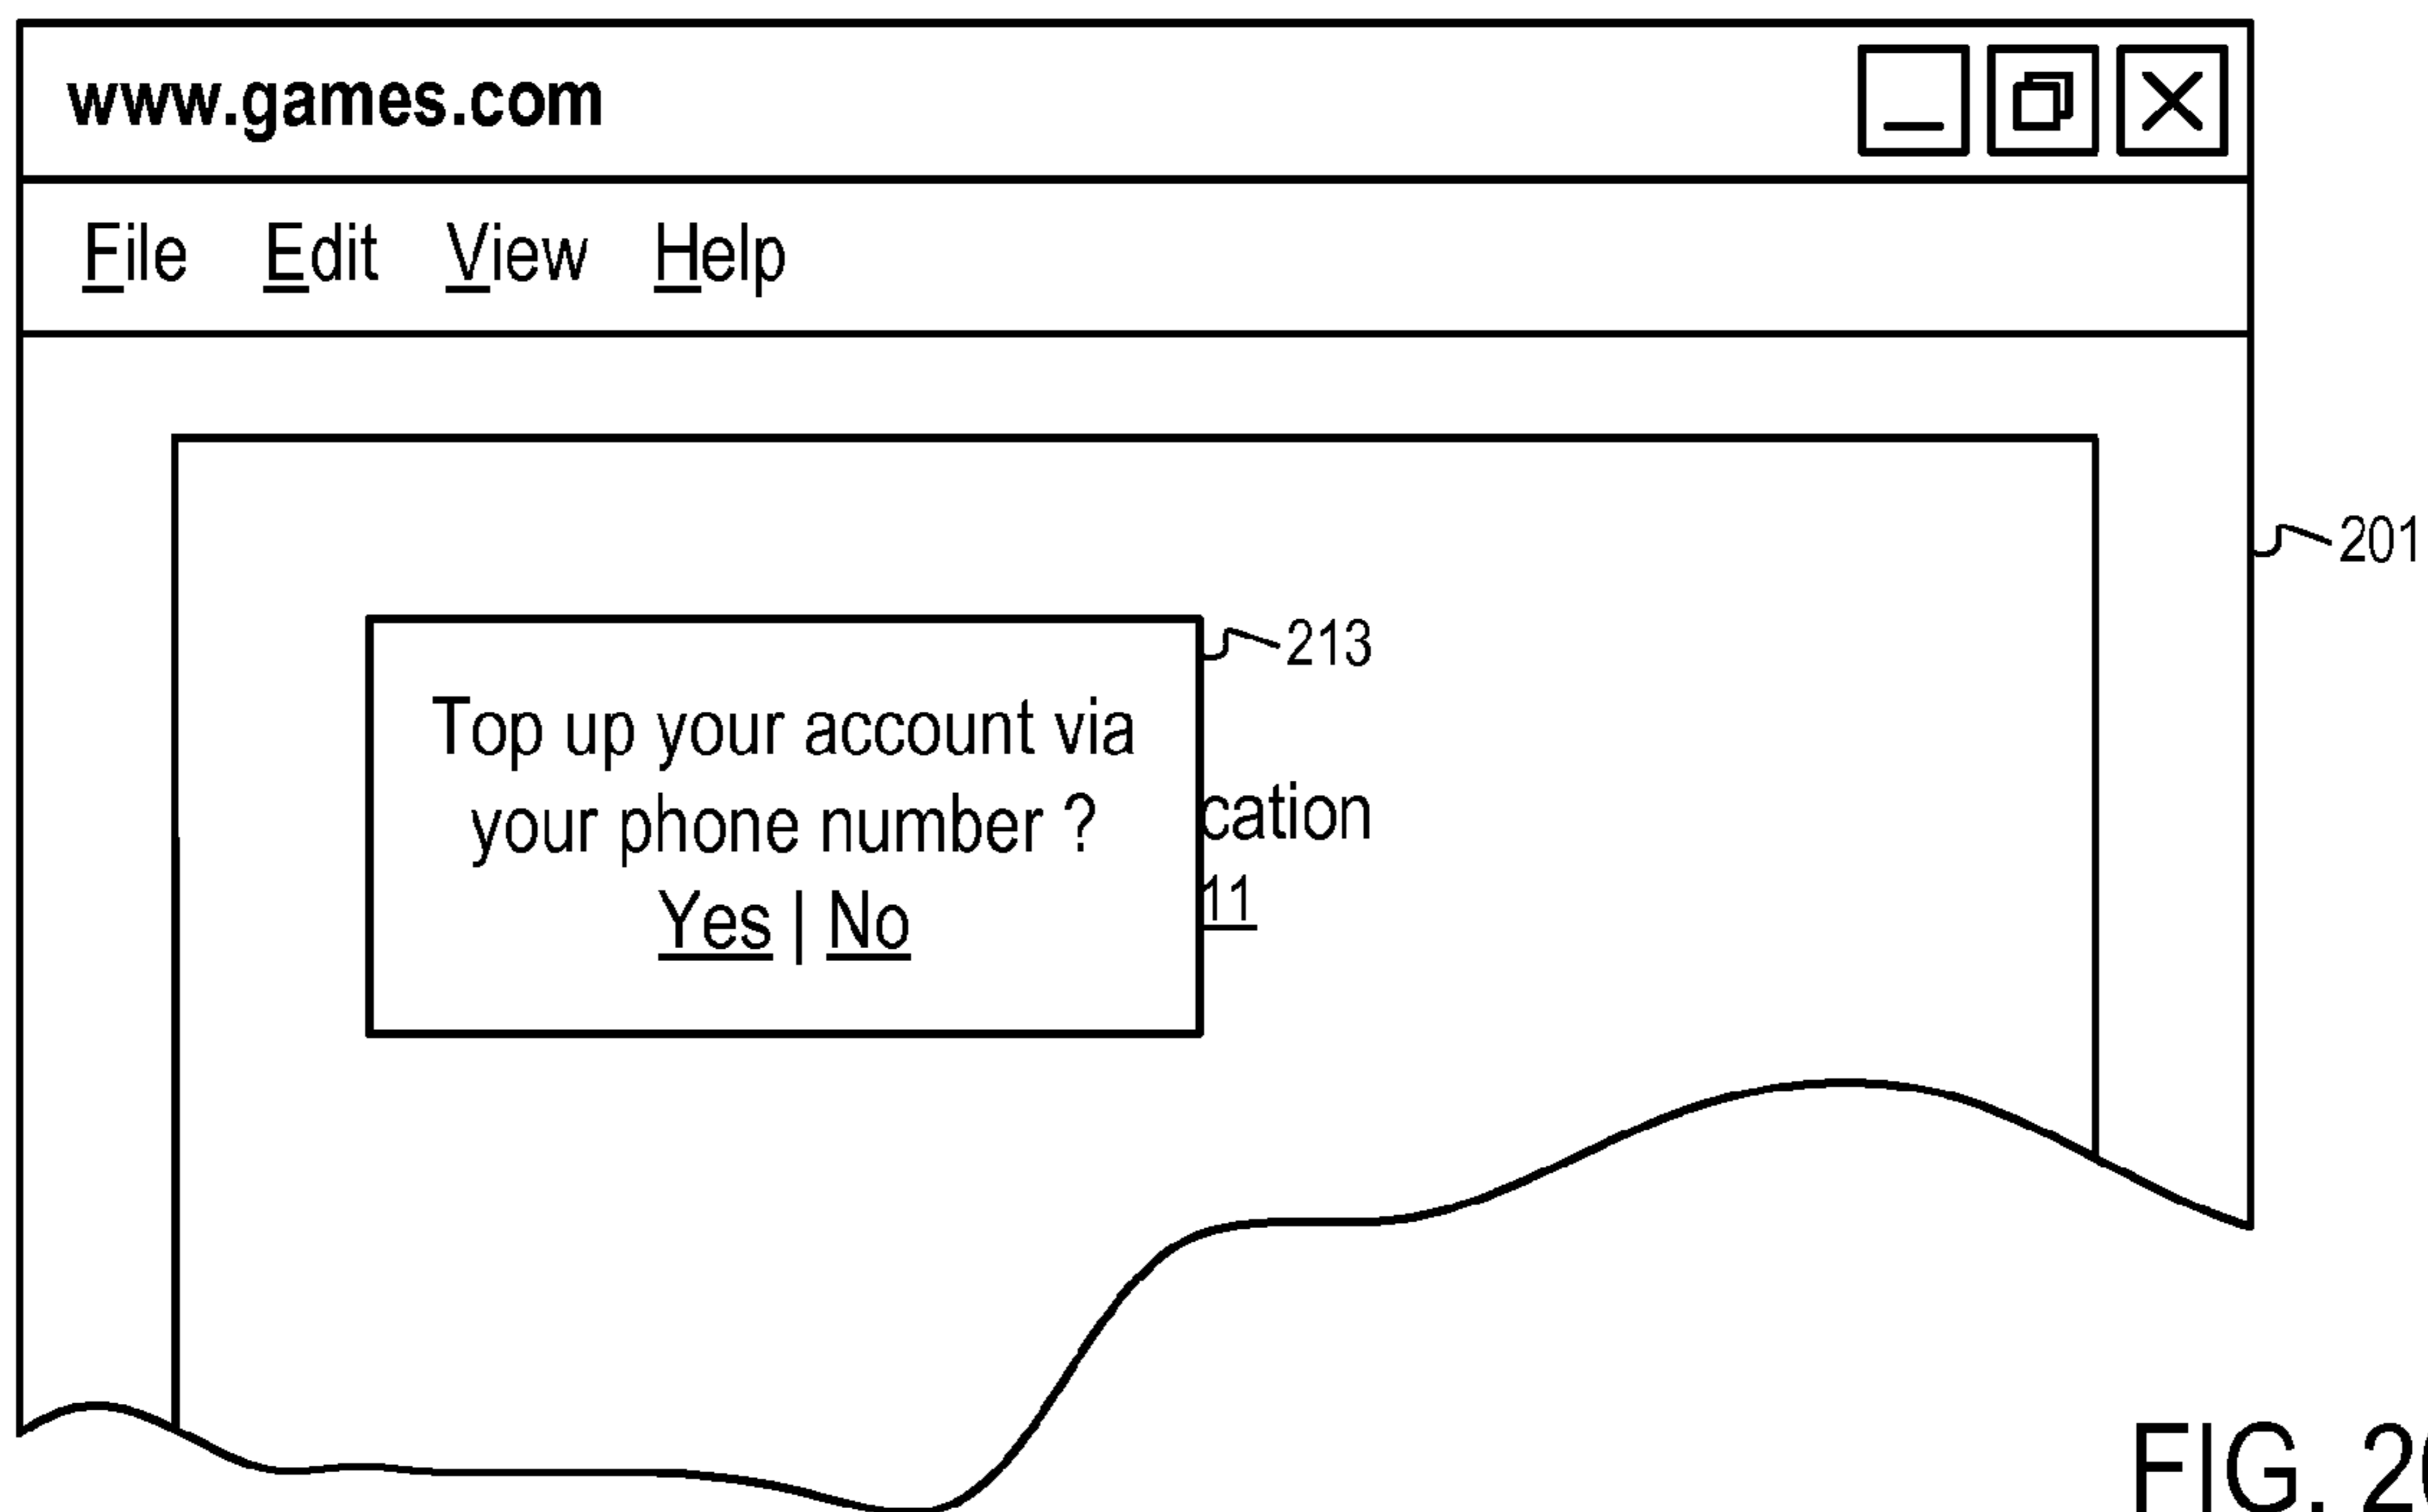 www.games.com
File Edit View Help
201
213
Top up your account via
your phone number ?
cation
11
Yes | No
FIG.